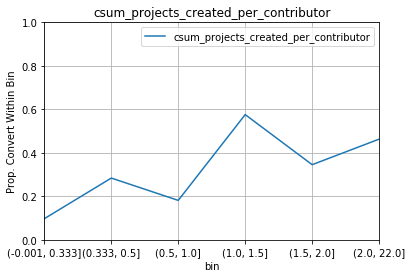 csum_projects_created_per_contributor
csum_projects_created_per_contributor
Prop. Convert Within Bin
1.0
0.8
0.6
0.4
0.2
0.0
(-0.001, 0.333] (0.333, 0.5] (0.5, 1.0] (1.0, 1.5] (1.5, 2.0] (2.0, 22.0]
bin